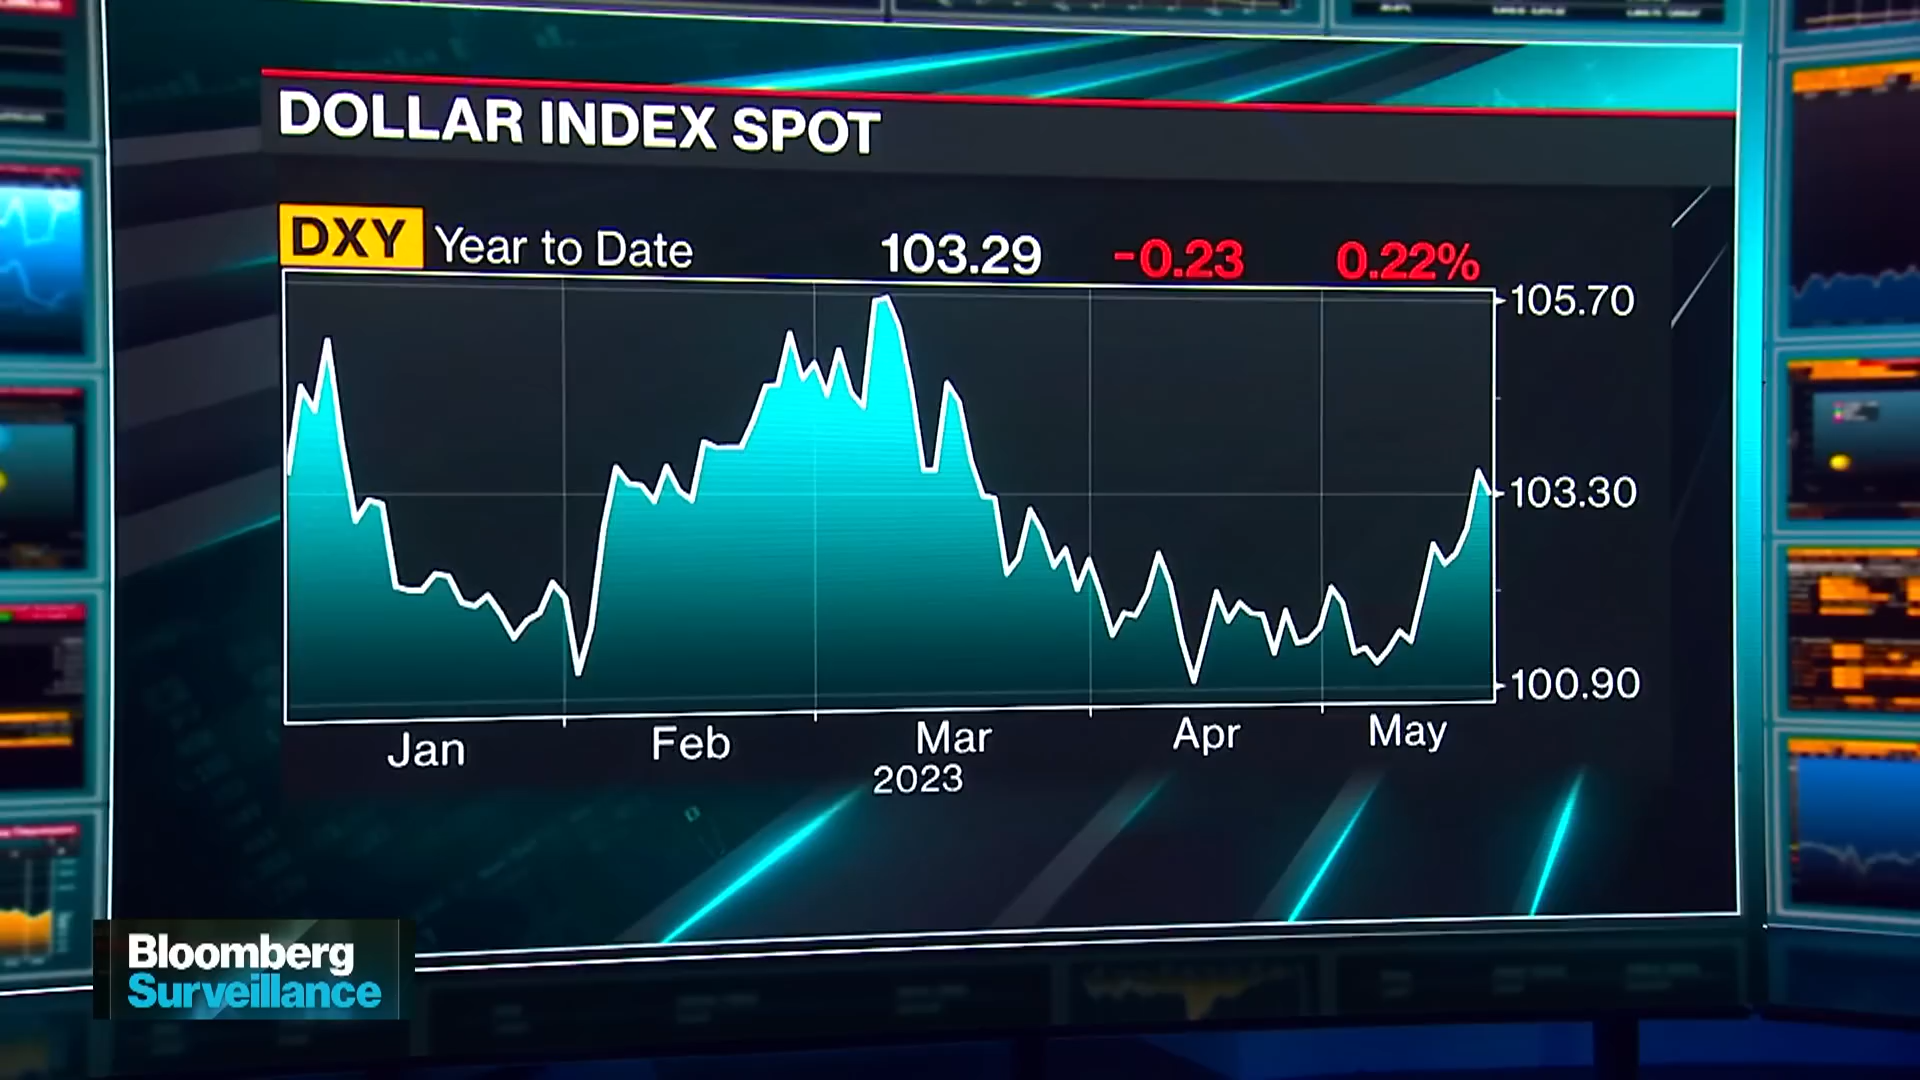 DOLLAR INDEX SPOT
DXY Year to Date 103.29 -0.23 0.22%
105.70
103.30
100.90
Jan Feb Mar Apr May
2023
Bloomberg
Surveillance